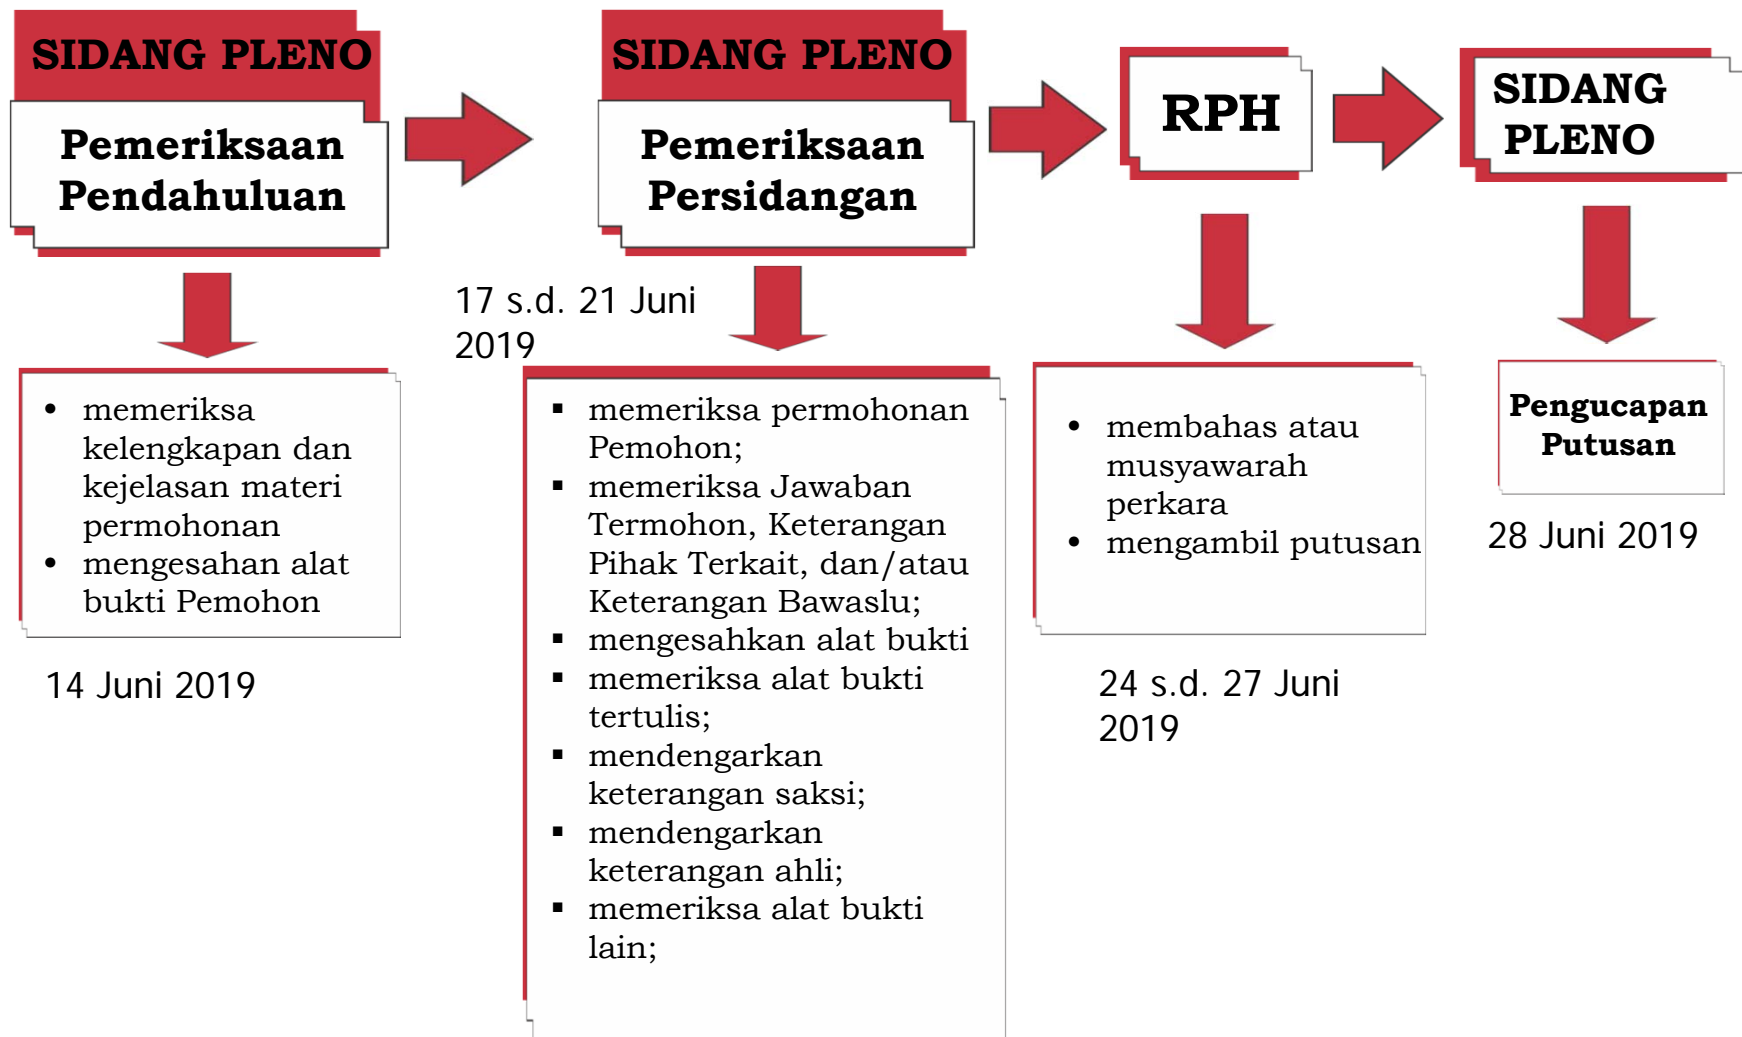 SIDANG PLENO
Pemeriksaan
Pendahuluan
• memeriksa
kelengkapan dan
kejelasan materi
permohonan
• mengesahan alat
bukti Pemohon
14 Juni 2019
SIDANG PLENO
Pemeriksaan
Persidangan
17 s.d. 21 Juni
2019
▪ memeriksa permohonan
Pemohon;
▪ memeriksa Jawaban
Termohon, Keterangan
Pihak Terkait, dan/atau
Keterangan Bawaslu;
▪ mengesahkan alat bukti
▪ memeriksa alat bukti
tertulis;
▪ mendengarkan
keterangan saksi;
▪ mendengarkan
keterangan ahli;
▪ memeriksa alat bukti
lain;
RPH
• membahas atau
musyawarah
perkara
• mengambil putusan
24 s.d. 27 Juni
2019
SIDANG
PLENO
Pengucapan
Putusan
28 Juni 2019